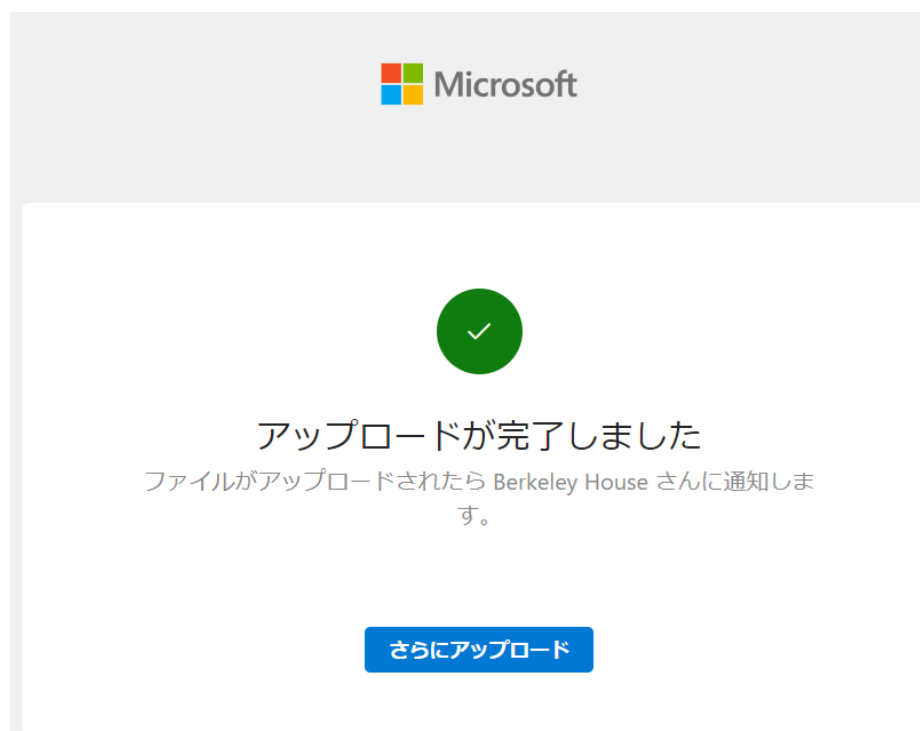 Microsoft
アップロードが完了しました
ファイルがアップロードされたら Berkeley House さんに通知しま
す。
さらにアップロード